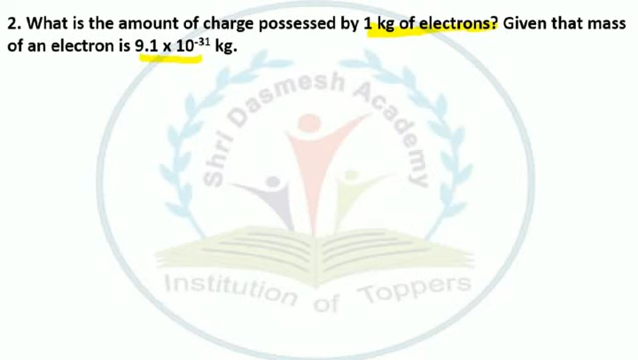 2. What is the amount of charge possessed by 1 kg of electrons? Given that mass
of an electron is 9.1 x 10⁻³¹ kg.
Shri Dasmesh Academy
Institution of Toppers